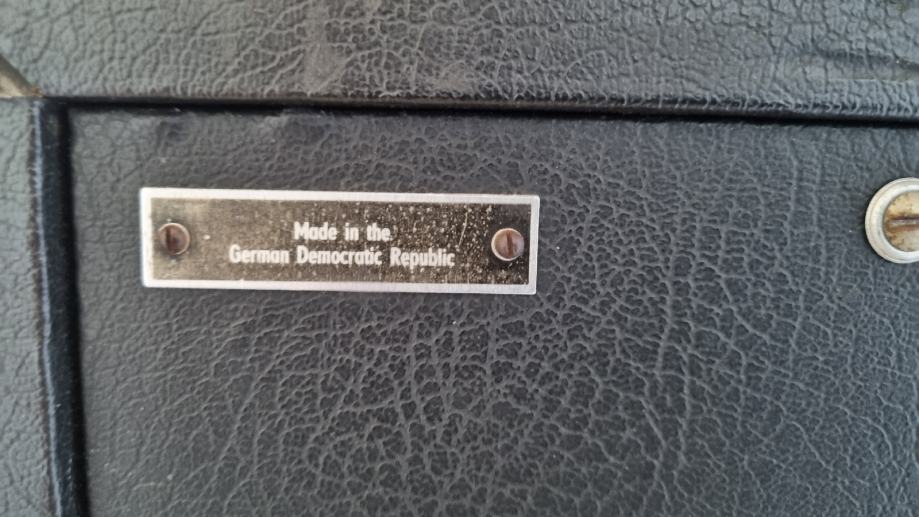 Made in the
German Democratic Republic